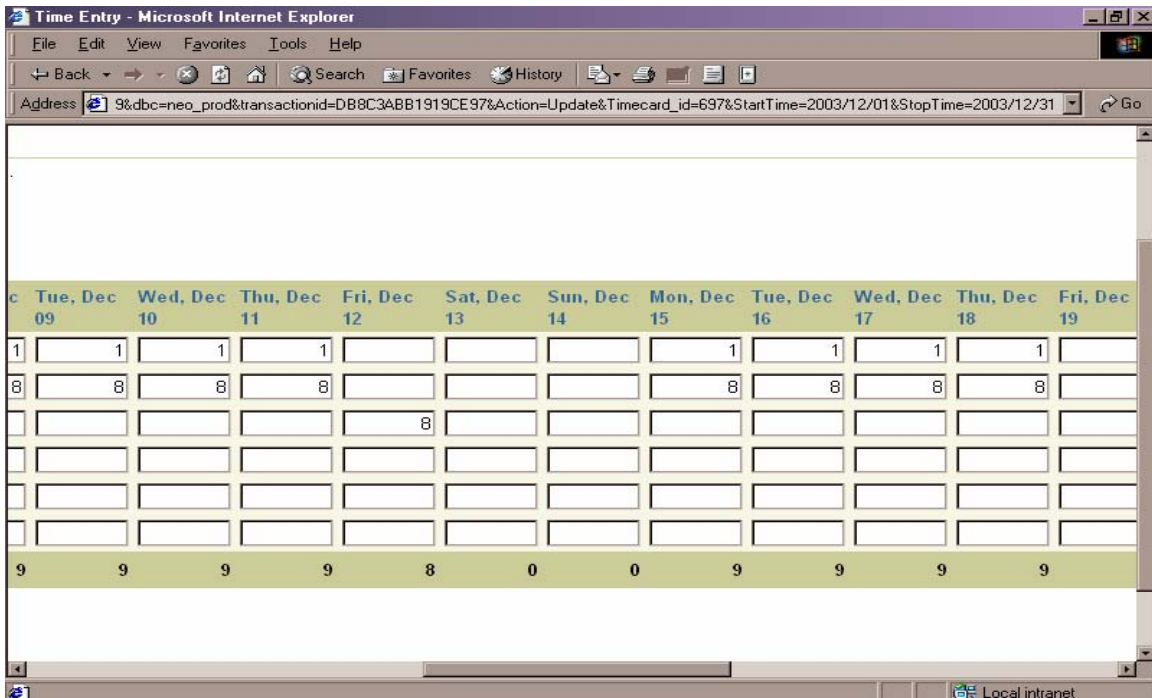 Time Entry - Microsoft Internet Explorer
File Edit View Favorites Tools Help
Back Search Favorites History
Address 9&dbc=neo_prod&transactionid=DB8C3ABB1919CE97&Action=Update&Timecard_id=697&StartTime=2003/12/01&StopTime=2003/12/31 Go
.
c Tue, Dec Wed, Dec Thu, Dec Fri, Dec Sat, Dec Sun, Dec Mon, Dec Tue, Dec Wed, Dec Thu, Dec Fri, Dec
09 10 11 12 13 14 15 16 17 18 19
1 1 1 1 1 1 1 1
8 8 8 8 8 8 8 8
8
9 9 9 9 8 0 0 9 9 9 9
Local intranet